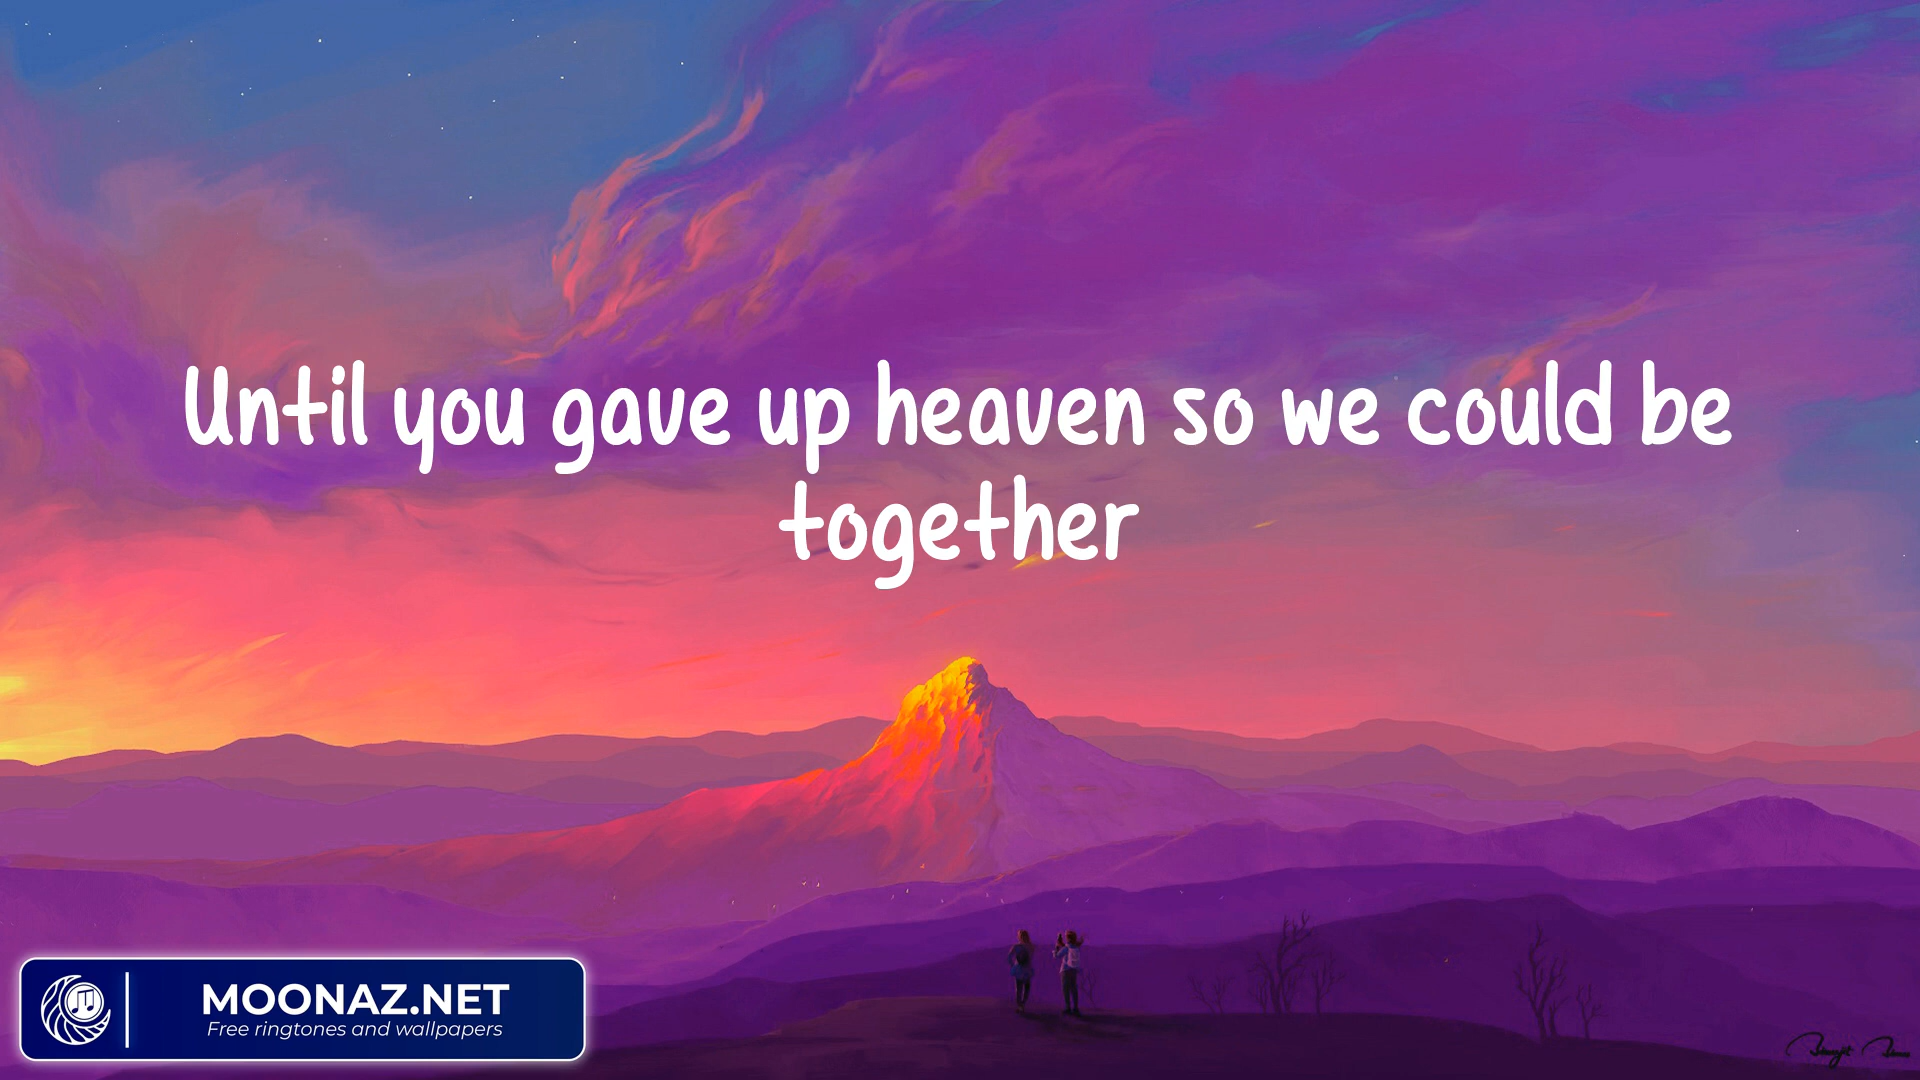 Until you gave up heaven so we could be
together
MOONAZ.NET
Free ringtones and wallpapers